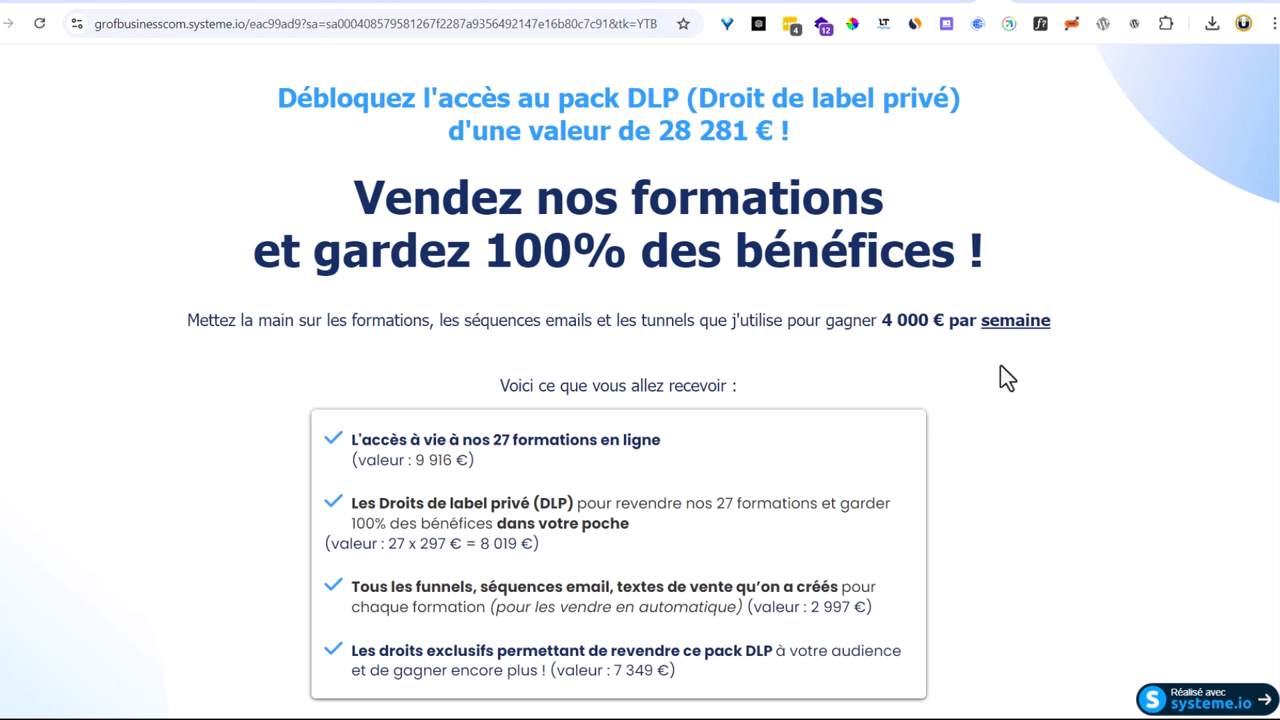 grofbusinesscom.systeme.io/eac99ad9?sa=sa000408579581267f2287a9356492147e16b80c7c91&tk=YTB
4
12
LT
f?
Débloquez l'accès au pack DLP (Droit de label privé)
d'une valeur de 28 281 € !
Vendez nos formations
et gardez 100% des bénéfices !
Mettez la main sur les formations, les séquences emails et les tunnels que j'utilise pour gagner 4 000 € par semaine
Voici ce que vous allez recevoir :
L'accès à vie à nos 27 formations en ligne
(valeur : 9 916 €)
Les Droits de label privé (DLP) pour revendre nos 27 formations et garder
100% des bénéfices dans votre poche
(valeur : 27 x 297 € = 8 019 €)
Tous les funnels, séquences email, textes de vente qu'on a créés pour
chaque formation (pour les vendre en automatique) (valeur : 2 997 €)
Les droits exclusifs permettant de revendre ce pack DLP à votre audience
et de gagner encore plus ! (valeur : 7 349 €)
Réalisé avec
systeme.io